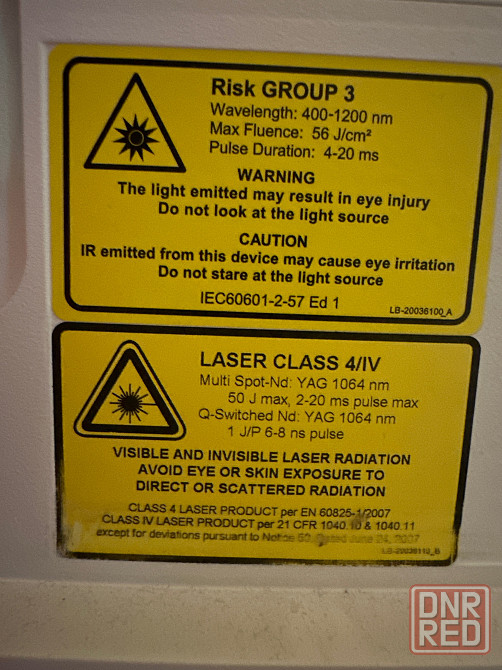 Risk GROUP 3
Wavelength: 400-1200 nm
Max Fluence: 56 J/cm²
Pulse Duration: 4-20 ms
WARNING
The light emitted may result in eye injury
Do not look at the light source
CAUTION
IR emitted from this device may cause eye irritation
Do not stare at the light source
IEC60601-2-57 Ed 1
LB-20036100_A
LASER CLASS 4/IV
Multi Spot-Nd: YAG 1064 nm
50 J max, 2-20 ms pulse max
Q-Switched Nd: YAG 1064 nm
1 J/P 6-8 ns pulse
VISIBLE AND INVISIBLE LASER RADIATION
AVOID EYE OR SKIN EXPOSURE TO
DIRECT OR SCATTERED RADIATION
CLASS 4 LASER PRODUCT per EN 60825-1/2007
CLASS IV LASER PRODUCT per 21 CFR 1040.10 & 1040.11
except for deviations pursuant to Notice 50, dated June 24, 2007
DNR
RED